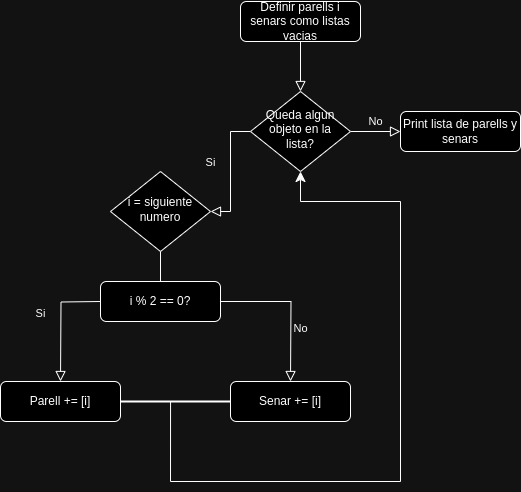 Definir parells i
senars como listas
vacias
Queda algun
objeto en la
lista?
No
Print lista de parells y
senars
Si
i = siguiente
numero
i % 2 == 0?
Si
No
Parell += [i]
Senar += [i]